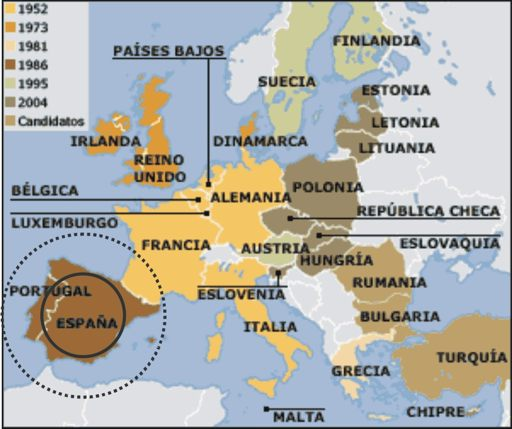 1952
1973
1981
1986
1995
2004
Candidatos
PAÍSES BAJOS
FINLANDIA
SUECIA
ESTONIA
LETONIA
IRLANDA
DINAMARCA
LITUANIA
REINO
UNIDO
BÉLGICA
ALEMANIA
POLONIA
LUXEMBURGO
REPÚBLICA CHECA
FRANCIA
AUSTRIA
ESLOVAQUIA
HUNGRÍA
PORTUGAL
ESLOVENIA
RUMANIA
ESPAÑA
ITALIA
BULGARIA
TURQUÍA
GRECIA
MALTA
CHIPRE